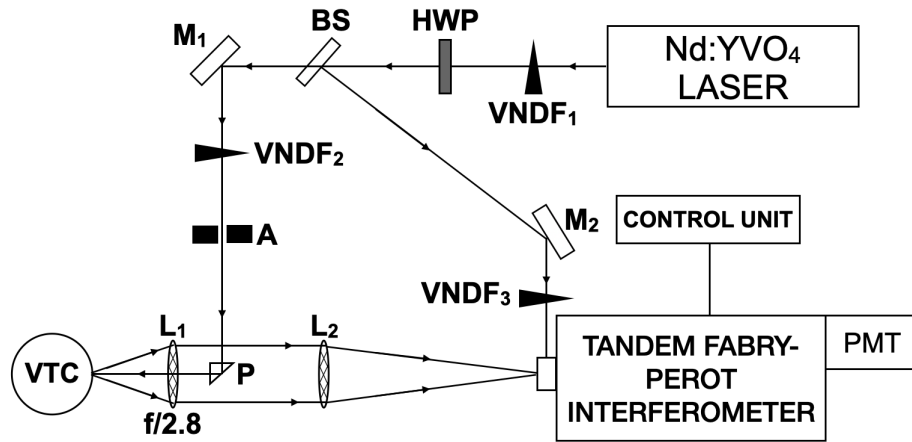 M₁
BS
HWP
Nd:YVO₄
LASER
VNDF₁
VNDF₂
A
M₂
CONTROL UNIT
VNDF₃
L₁
L₂
VTC
P
f/2.8
TANDEM FABRY-
PEROT
INTERFEROMETER
PMT